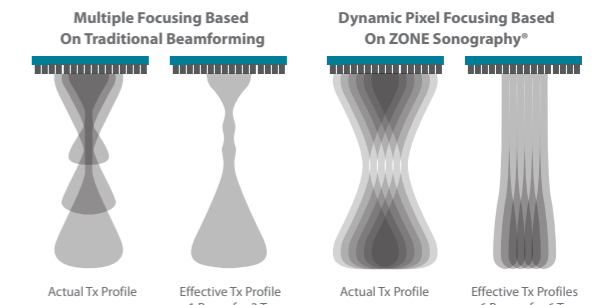 Multiple Focusing Based
On Traditional Beamforming
Dynamic Pixel Focusing Based
On ZONE Sonography®
Actual Tx Profile
Effective Tx Profile
Actual Tx Profile
Effective Tx Profiles